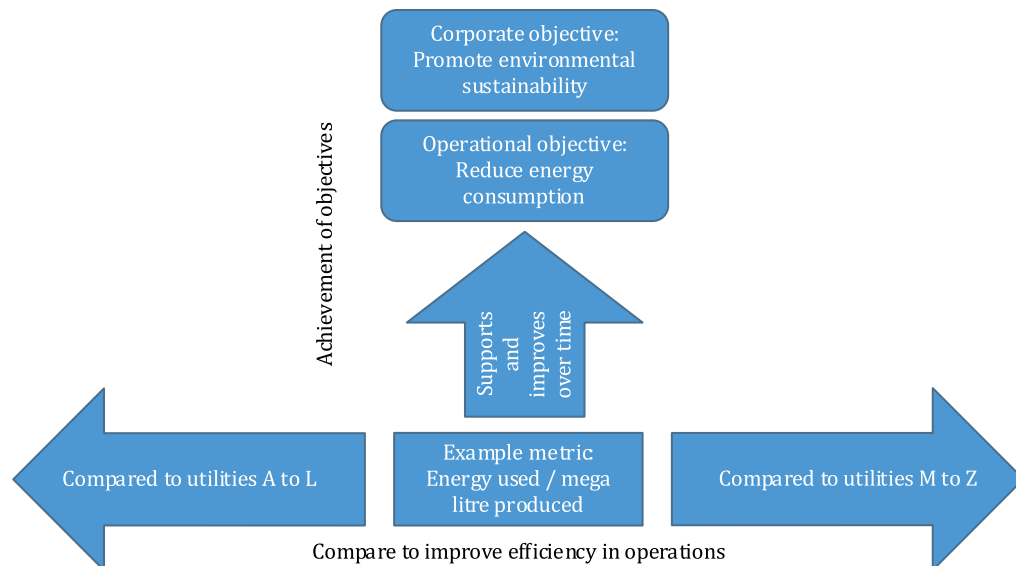 Corporate objective:
Promote environmental
sustainability
Operational objective:
Reduce energy
consumption
Achievement of objectives
Supports
and
improves
over time
Compared to utilities A to L
Example metric:
Energy used / mega
litre produced
Compared to utilities M to Z
Compare to improve efficiency in operations